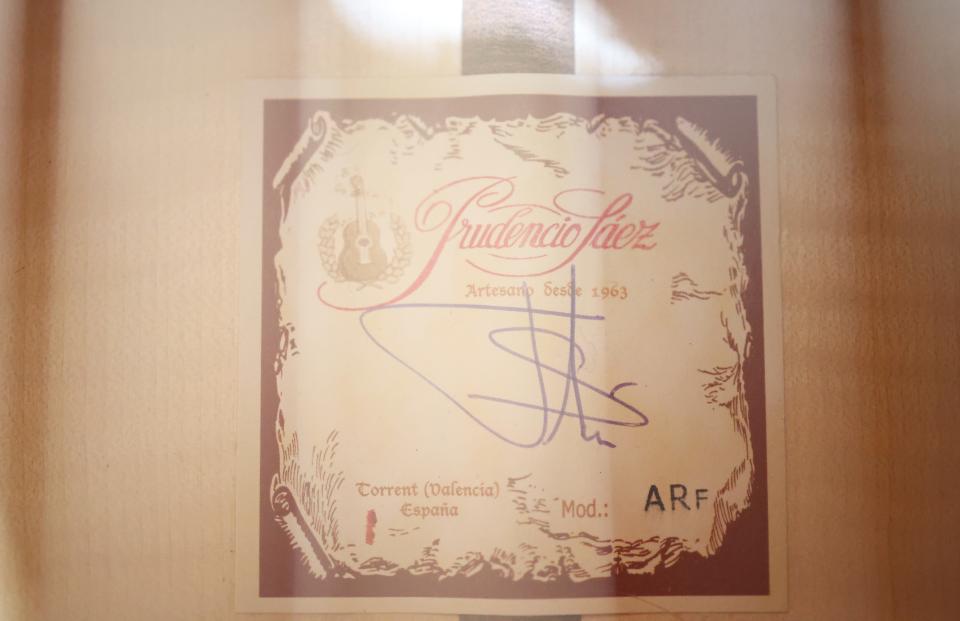 Prudencio Sáez
Artesano desde 1963
Torrent (Valencia)
España
Mod.: ARF